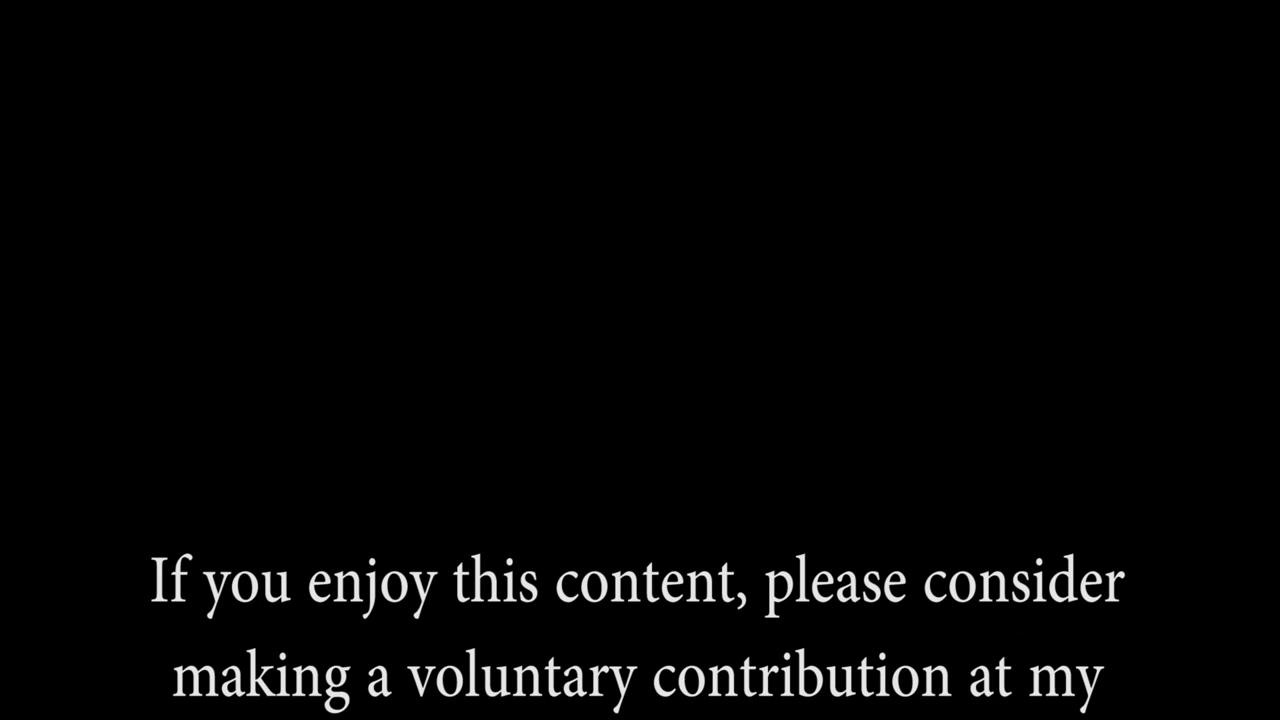 If you enjoy this content, please consider
making a voluntary contribution at my